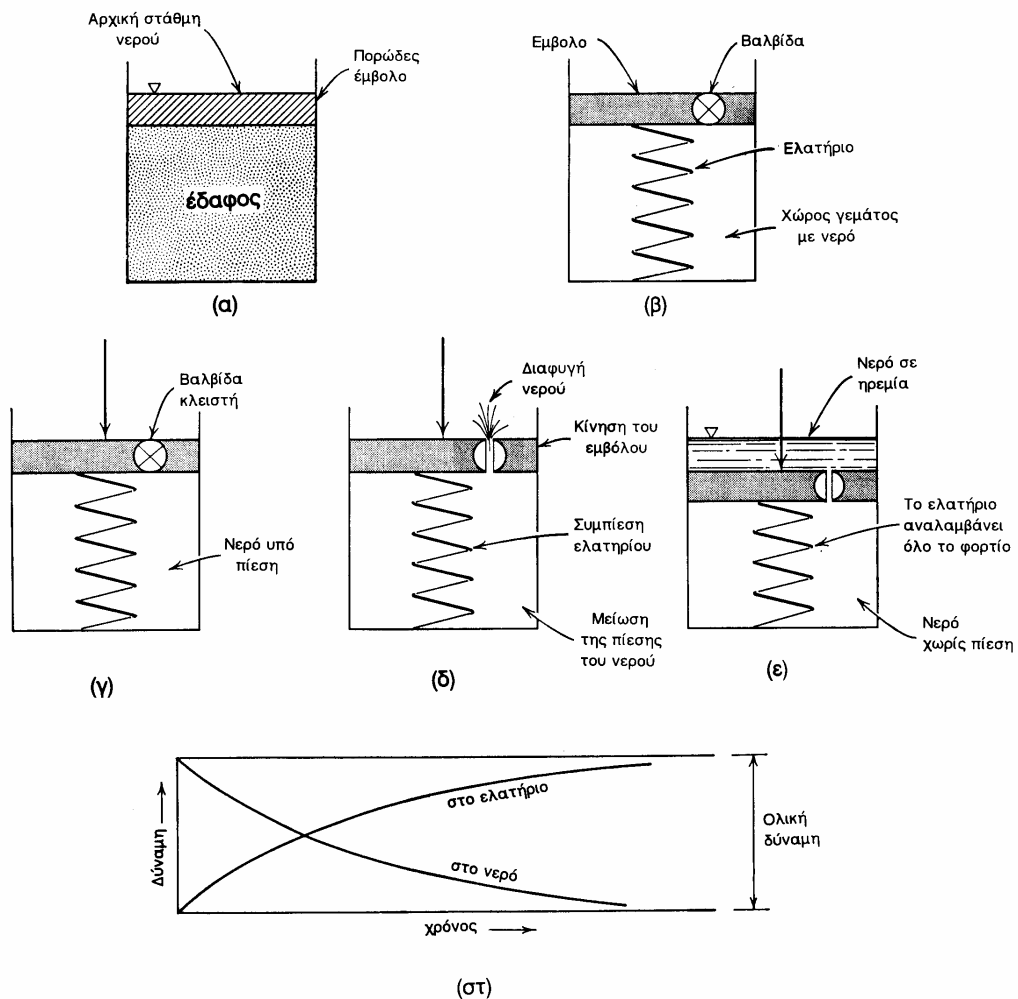 Αρχική στάθμη
νερού
Πορώδες
έμβολο
έδαφος
(α)
Εμβολο
Βαλβίδα
Ελατήριο
Χώρος γεμάτος
με νερό
(β)
Βαλβίδα
κλειστή
Νερό υπό
πίεση
(γ)
Διαφυγή
νερού
Κίνηση του
εμβόλου
Συμπίεση
ελατηρίου
Μείωση
της πίεσης
του νερού
(δ)
Νερό σε
ηρεμία
Το ελατήριο
αναλαμβάνει
όλο το φορτίο
Νερό
χωρίς πίεση
(ε)
Δύναμη
στο ελατήριο
στο νερό
Ολική
δύναμη
χρόνος
(στ)